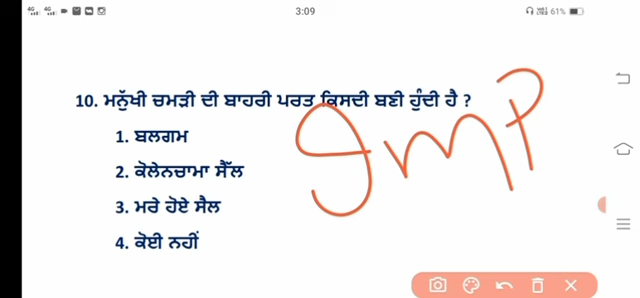 3:09
61%
10. ਮਨੁੱਖੀ ਚਮੜੀ ਦੀ ਬਾਹਰੀ ਪਰਤ ਕਿਸਦੀ ਬਣੀ ਹੁੰਦੀ ਹੈ ?
1. ਬਲਗਮ
2. ਕੋਲੇਨਚਾਮਾ ਸੈੱਲ
3. ਮਰੇ ਹੋਏ ਸੈਲ
4. ਕੋਈ ਨਹੀਂ
Imp